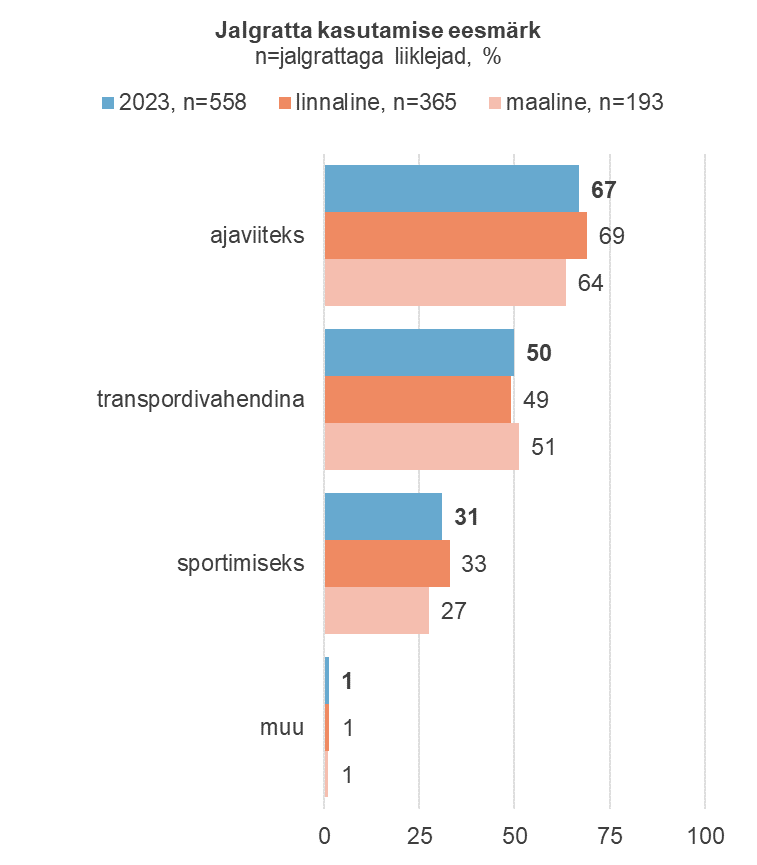 Jalgratta kasutamise eesmärk
n=jalgrattaga liiklejad, %
2023, n=558 linnaline, n=365 maaline, n=193
67
ajaviiteks 69
64
50
transpordivahendina 49
51
31
sportimiseks 33
27
1
muu 1
1
0 25 50 75 100